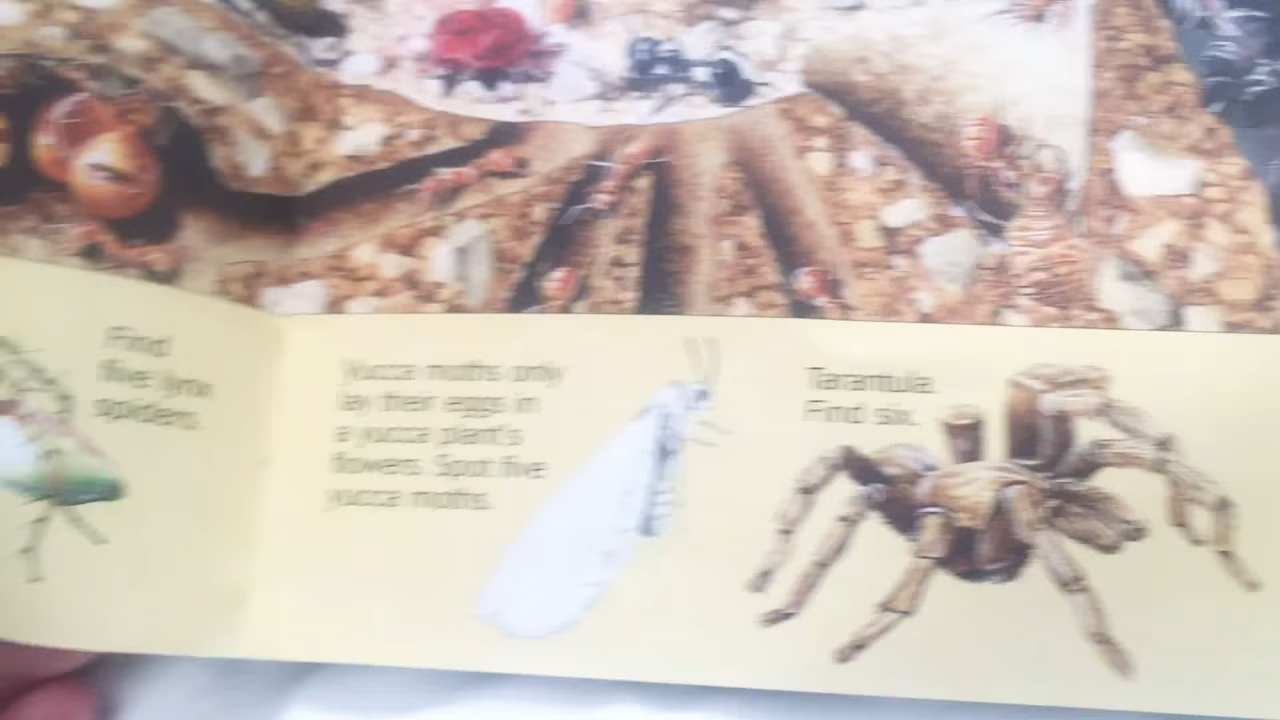 Find
five lynx
spiders.
Yucca moths only
lay their eggs in
a yucca plant's
flowers. Spot five
yucca moths.
Tarantula.
Find six.